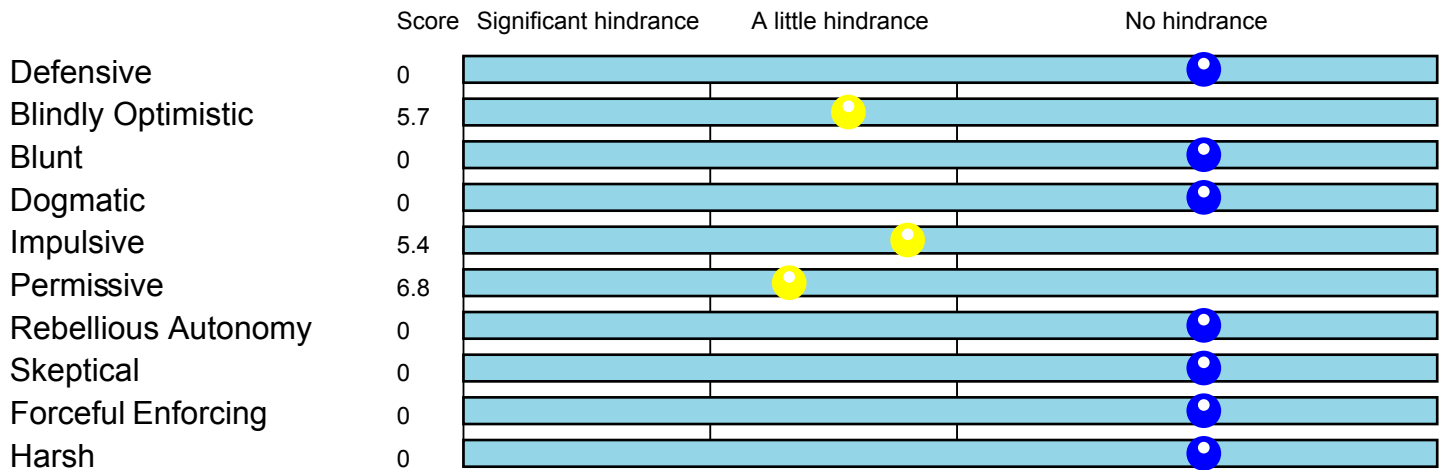 Score Significant hindrance A little hindrance No hindrance
Defensive 0
Blindly Optimistic 5.7
Blunt 0
Dogmatic 0
Impulsive 5.4
Permissive 6.8
Rebellious Autonomy 0
Skeptical 0
Forceful Enforcing 0
Harsh 0